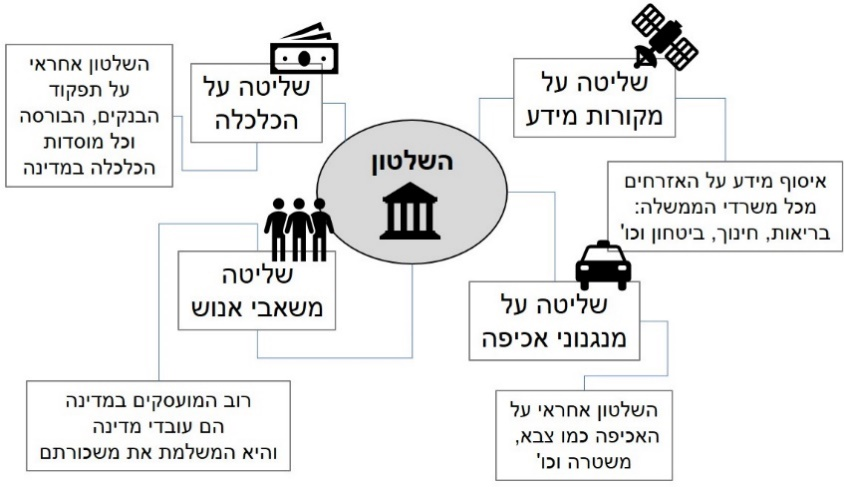 השלטון
שליטה על
מקורות מידע
איסוף מידע על האזרחים
מכל משרדי הממשלה:
בריאות, חינוך, ביטחון וכו'
שליטה על
הכלכלה
השלטון אחראי
על תפקוד
הבנקים, הבורסה
וכל מוסדות
הכלכלה במדינה
שליטה על
מנגנוני אכיפה
השלטון אחראי על
האכיפה כמו צבא,
משטרה וכו'
שליטה
משאבי אנוש
רוב המועסקים במדינה
הם עובדי מדינה
והיא המשלמת את משכורתם